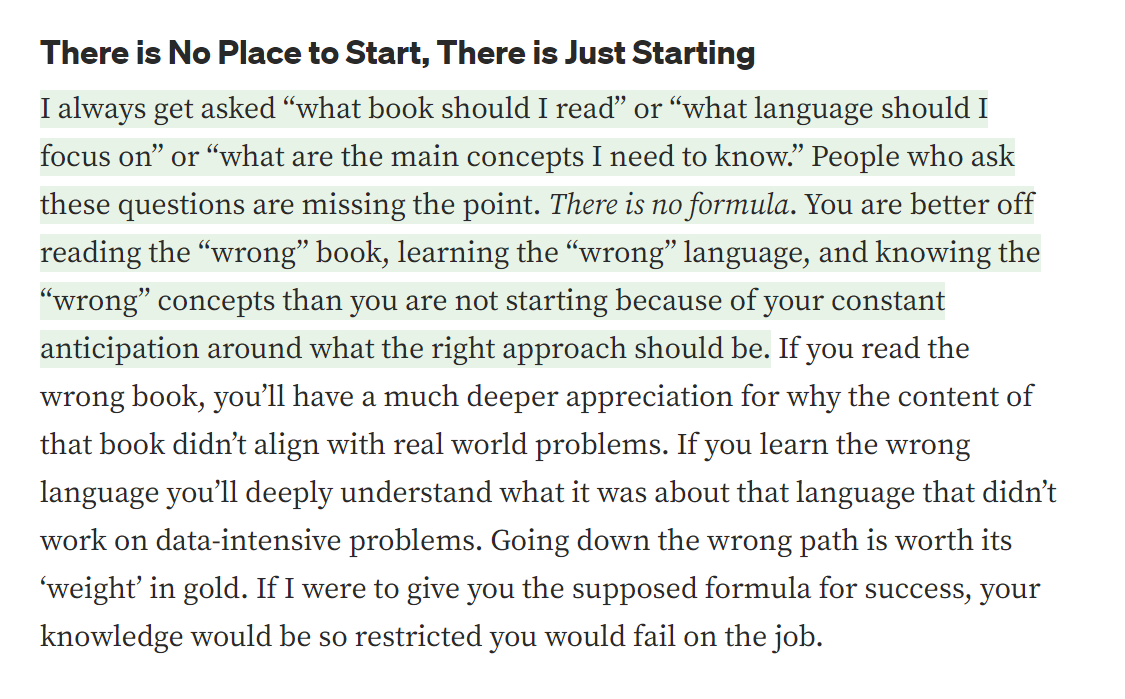 There is No Place to Start, There is Just Starting
I always get asked “what book should I read” or “what language should I
focus on” or “what are the main concepts I need to know.” People who ask
these questions are missing the point. There is no formula. You are better off
reading the “wrong” book, learning the “wrong” language, and knowing the
“wrong” concepts than you are not starting because of your constant
anticipation around what the right approach should be. If you read the
wrong book, you’ll have a much deeper appreciation for why the content of
that book didn’t align with real world problems. If you learn the wrong
language you’ll deeply understand what it was about that language that didn’t
work on data-intensive problems. Going down the wrong path is worth its
‘weight’ in gold. If I were to give you the supposed formula for success, your
knowledge would be so restricted you would fail on the job.